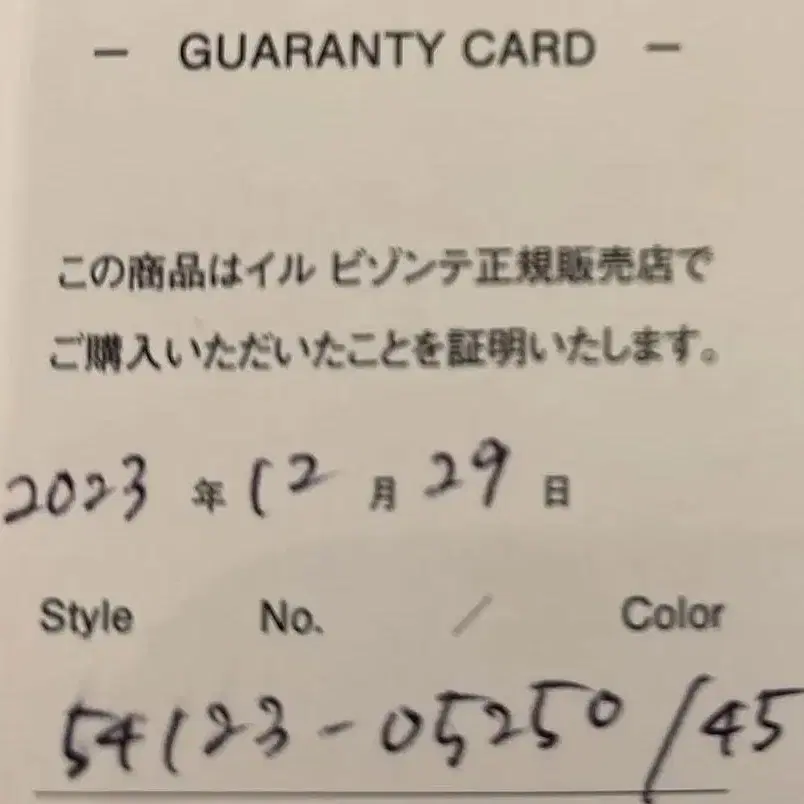 — GUARANTY CARD —
この商品はイル ビゾンテ正規販売店で
ご購入いただいたことを証明いたします。
2023 年 12 月 29 日
Style No. / Color
54123-05250/45